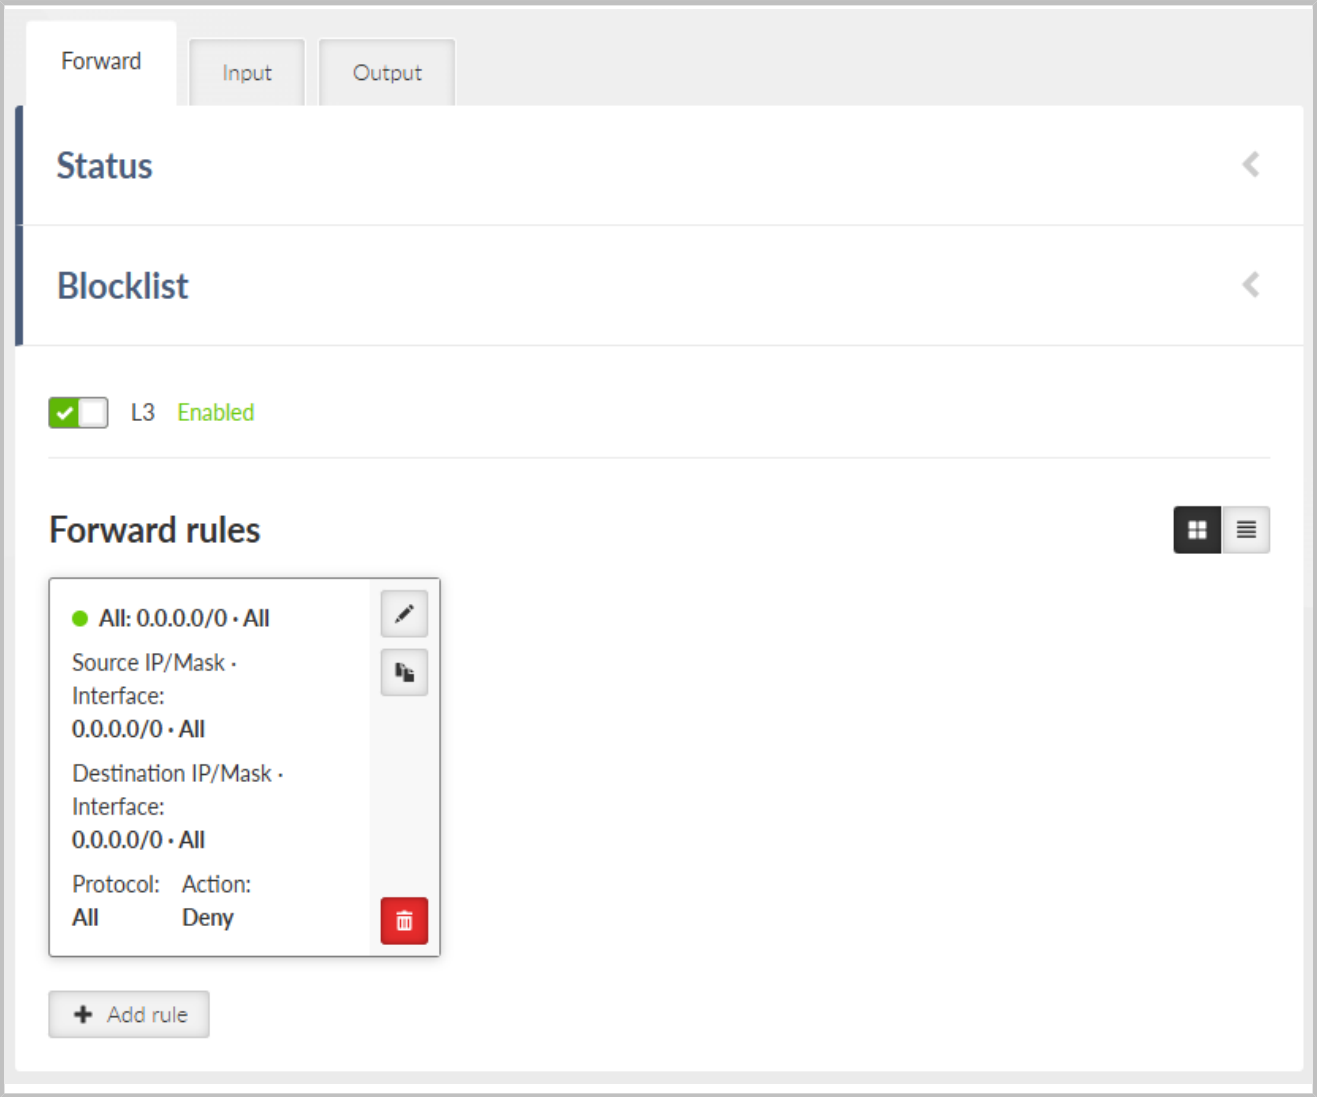 Forward
Input
Output
Status
Blocklist
L3 Enabled
Forward rules
All: 0.0.0.0/0 · All
Source IP/Mask ·
Interface:
0.0.0.0/0 · All
Destination IP/Mask ·
Interface:
0.0.0.0/0 · All
Protocol: Action:
All Deny
Add rule